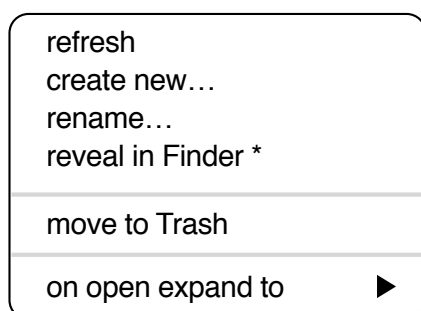 refresh
create new…
rename…
reveal in Finder *
move to Trash
on open expand to ▶